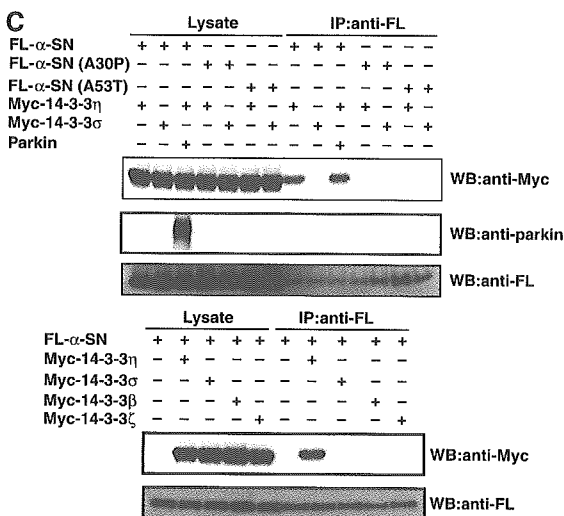 C
Lysate IP:anti-FL
FL-α-SN + + + – – – – + + + – – – –
FL-α-SN (A30P) – – – + + – – – – – + + – –
FL-α-SN (A53T) – – – – – + + – – – – – + +
Myc-14-3-3η + – + + – + – + – + + – + –
Myc-14-3-3σ – + – – + – + – + – – + – +
Parkin – – + – – – – – – + – – – –
WB:anti-Myc
WB:anti-parkin
WB:anti-FL
Lysate IP:anti-FL
FL-α-SN + + + + + + + + + +
Myc-14-3-3η – + – – – – + – – –
Myc-14-3-3σ – – + – – – – + – –
Myc-14-3-3β – – – + – – – – + –
Myc-14-3-3ζ – – – – + – – – – +
WB:anti-Myc
WB:anti-FL